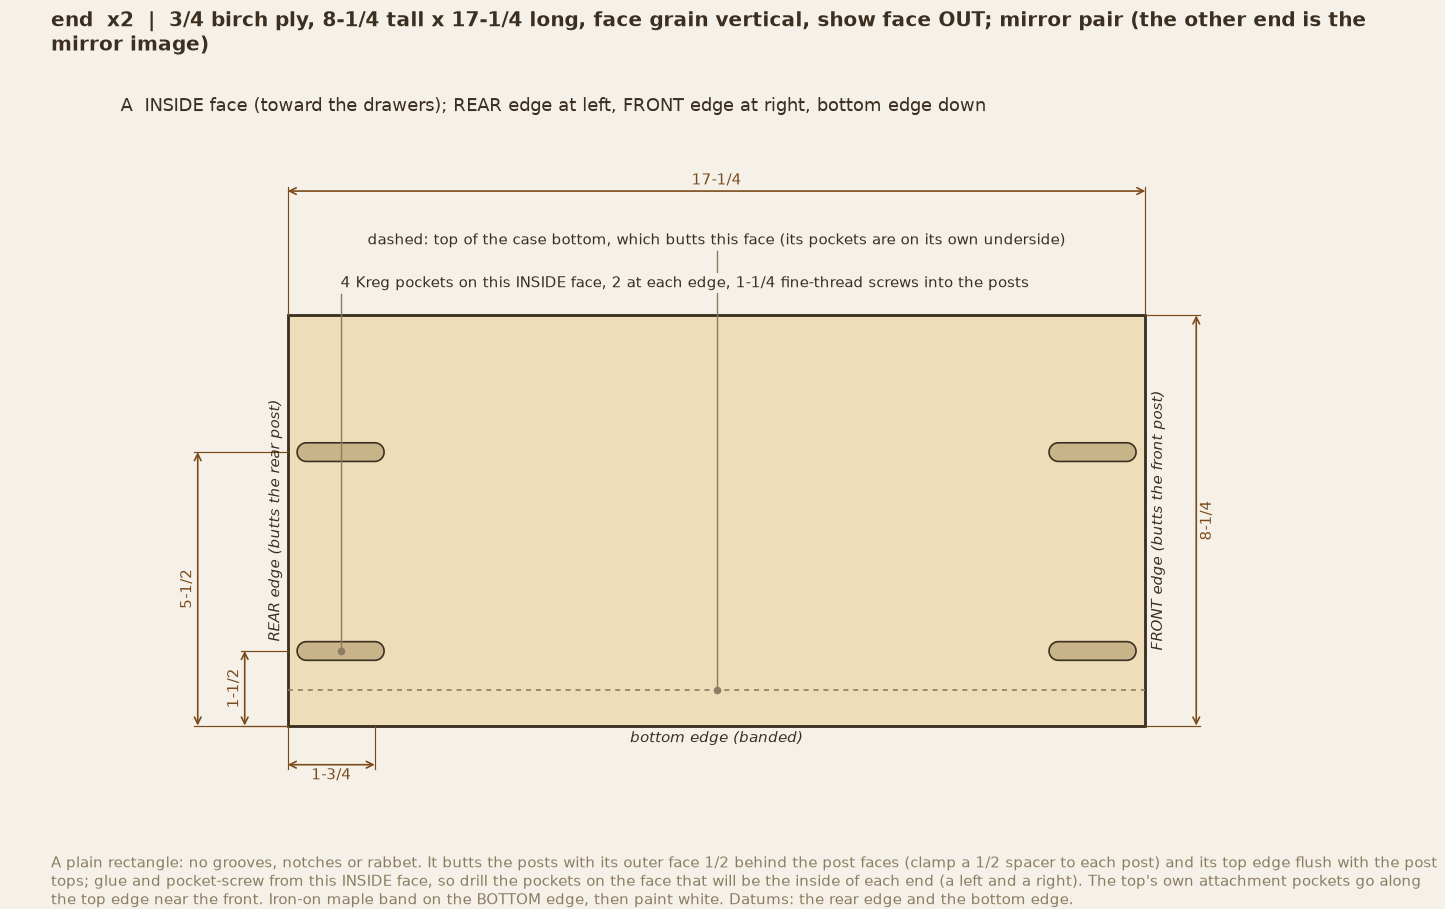 end  x2  |  3/4 birch ply, 8-1/4 tall x 17-1/4 long, face grain vertical, show face OUT; mirror pair (the other end is the
mirror image)
A  INSIDE face (toward the drawers); REAR edge at left, FRONT edge at right, bottom edge down
17-1/4
dashed: top of the case bottom, which butts this face (its pockets are on its own underside)
4 Kreg pockets on this INSIDE face, 2 at each edge, 1-1/4 fine-thread screws into the posts
REAR edge (butts the rear post)
FRONT edge (butts the front post)
8-1/4
5-1/2
1-1/2
bottom edge (banded)
1-3/4
A plain rectangle: no grooves, notches or rabbet. It butts the posts with its outer face 1/2 behind the post faces (clamp a 1/2 spacer to each post) and its top edge flush with the post
tops; glue and pocket-screw from this INSIDE face, so drill the pockets on the face that will be the inside of each end (a left and a right). The top's own attachment pockets go along
the top edge near the front. Iron-on maple band on the BOTTOM edge, then paint white. Datums: the rear edge and the bottom edge.